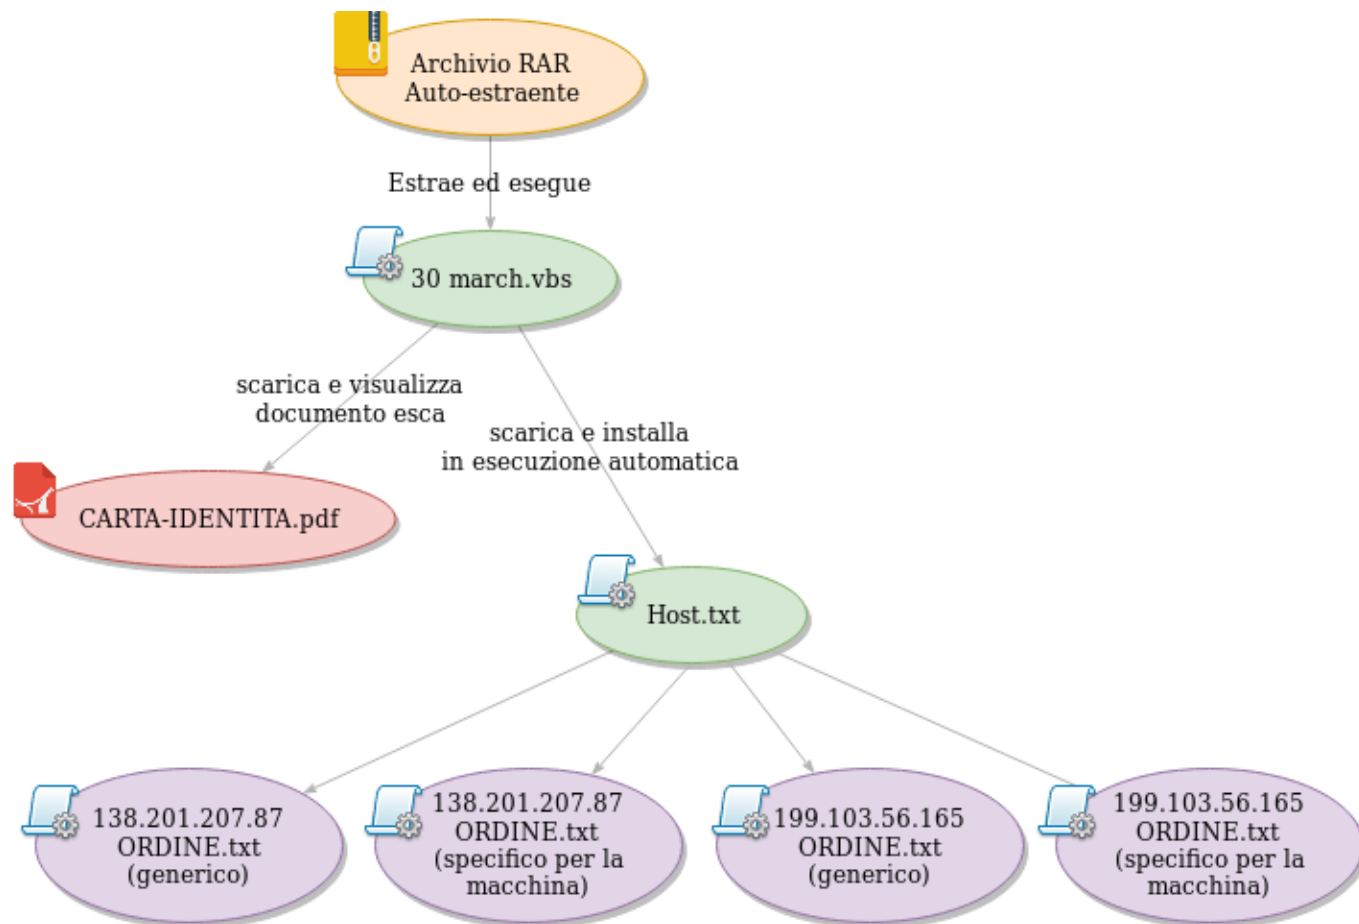 Archivio RAR
Auto-estraente
Estrae ed esegue
30 march.vbs
scarica e visualizza
documento esca
scarica e installa
in esecuzione automatica
CARTA-IDENTITA.pdf
Host.txt
138.201.207.87
ORDINE.txt
(generico)
138.201.207.87
ORDINE.txt
(specifico per la
macchina)
199.103.56.165
ORDINE.txt
(generico)
199.103.56.165
ORDINE.txt
(specifico per la
macchina)